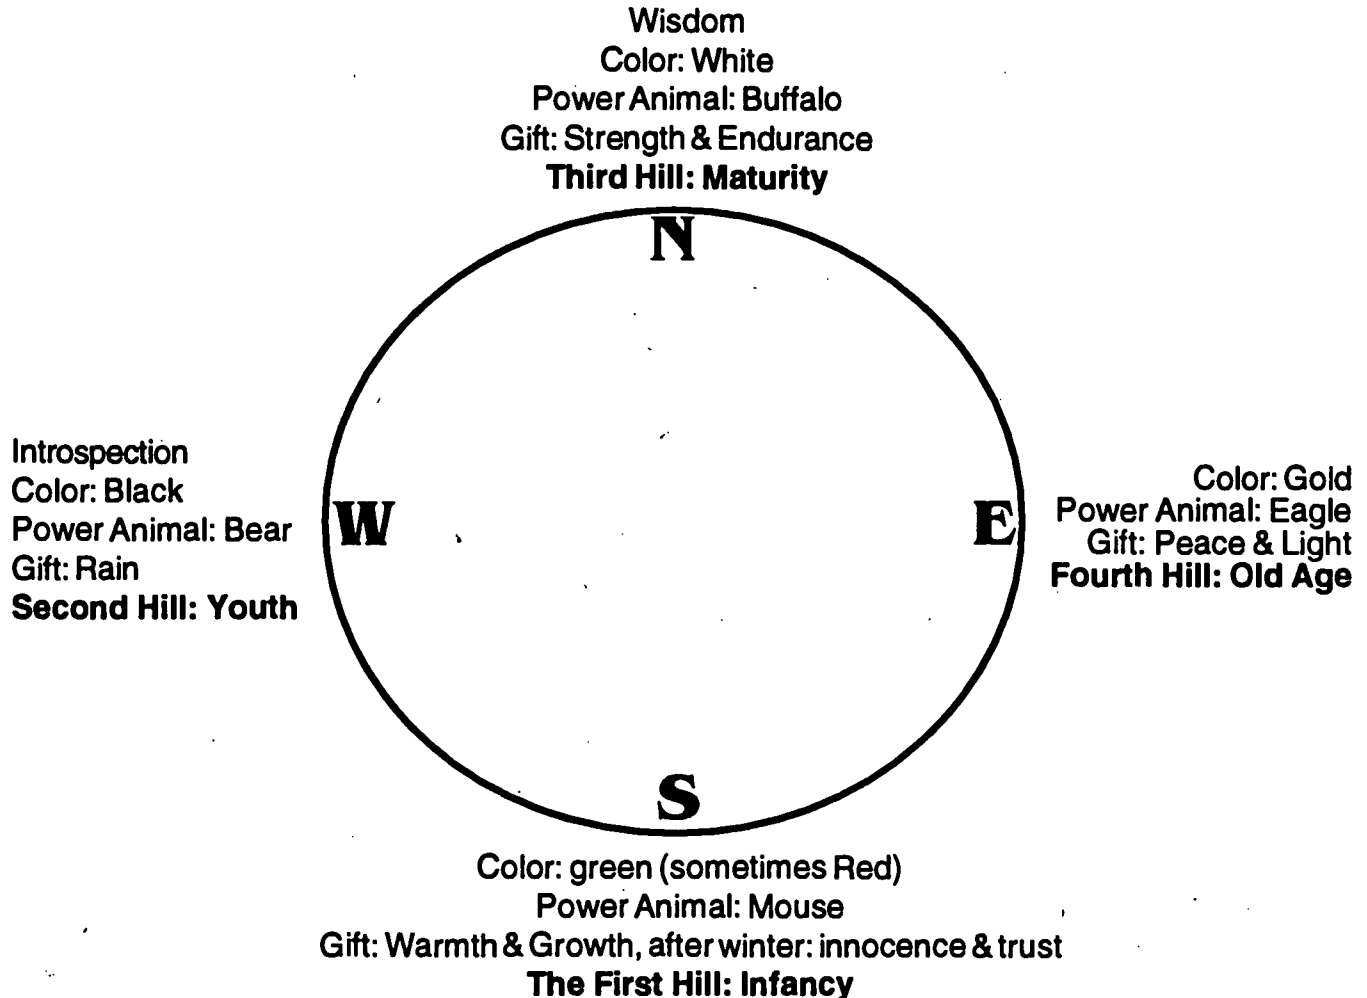 Wisdom
Color: White
Power Animal: Buffalo
Gift: Strength & Endurance
Third Hill: Maturity
N
Introspection
Color: Black
Power Animal: Bear
Gift: Rain
Second Hill: Youth
W
E
Color: Gold
Power Animal: Eagle
Gift: Peace & Light
Fourth Hill: Old Age
S
Color: green (sometimes Red)
Power Animal: Mouse
Gift: Warmth & Growth, after winter: innocence & trust
The First Hill: Infancy